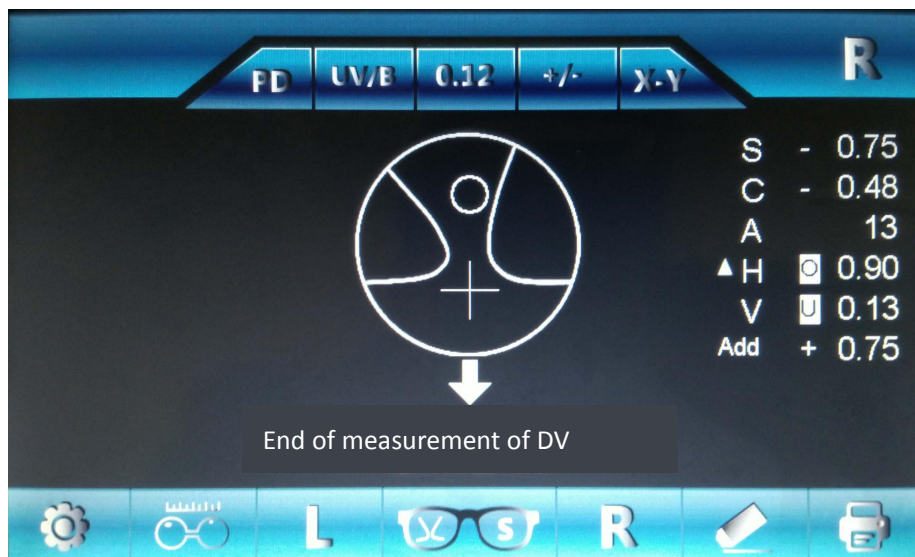 PD UV/B 0.12 +/- X-Y R
S - 0.75
C - 0.48
A 13
▲H O 0.90
V U 0.13
Add + 0.75
End of measurement of DV
L S R